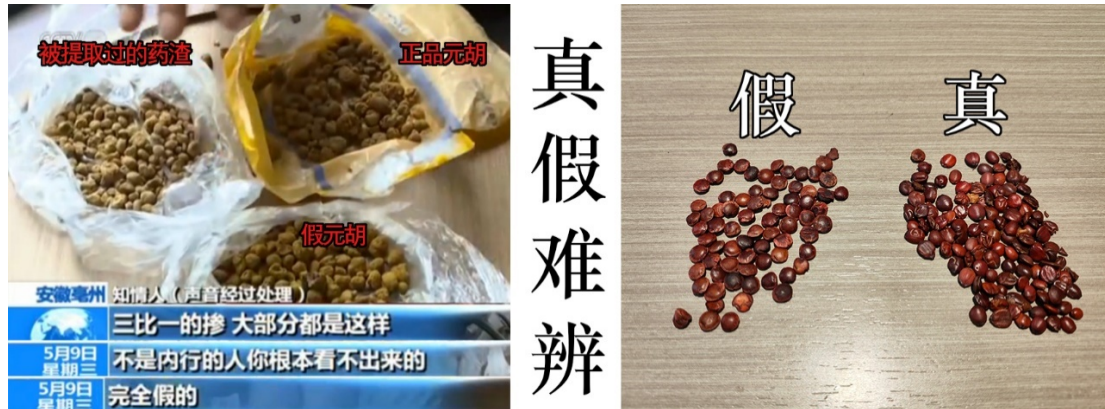 被提取过的药渣
正品元胡
假元胡
安徽亳州 知情人（声音经过处理）
三比一的掺 大部分都是这样
5月9日
星期三
不是内行的人你根本看不出来的
5月9日
星期三
完全假的
真假难辨
假
真